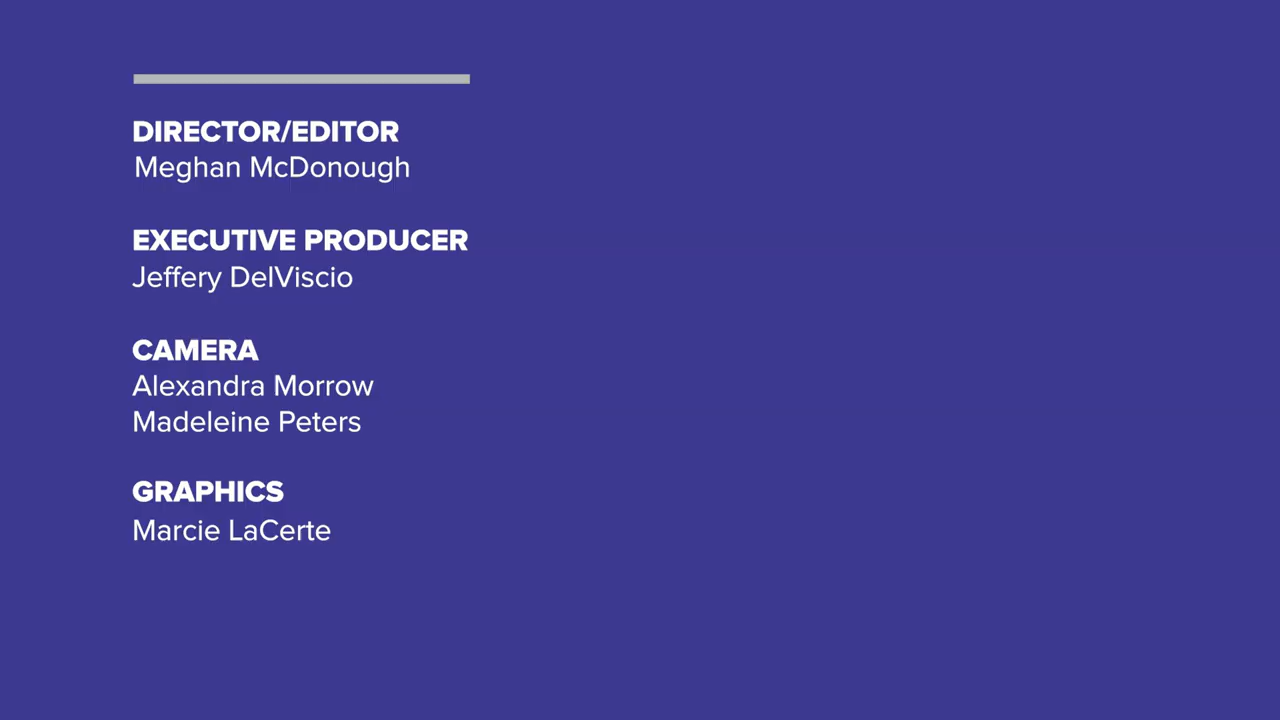 DIRECTOR/EDITOR
Meghan McDonough
EXECUTIVE PRODUCER
Jeffery DelViscio
CAMERA
Alexandra Morrow
Madeleine Peters
GRAPHICS
Marcie LaCerte